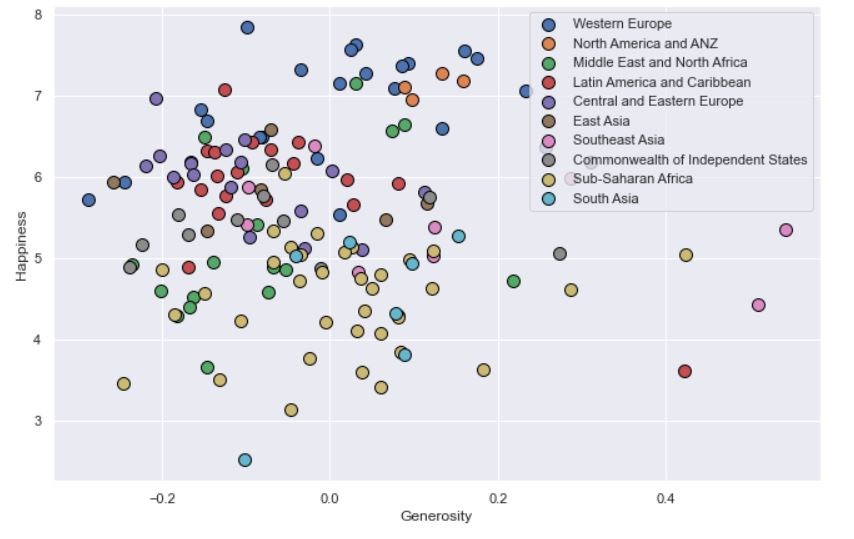 8
7
6
5
4
3
Happiness
−0.2
0.0
0.2
0.4
Generosity
Western Europe
North America and ANZ
Middle East and North Africa
Latin America and Caribbean
Central and Eastern Europe
East Asia
Southeast Asia
Commonwealth of Independent States
Sub-Saharan Africa
South Asia